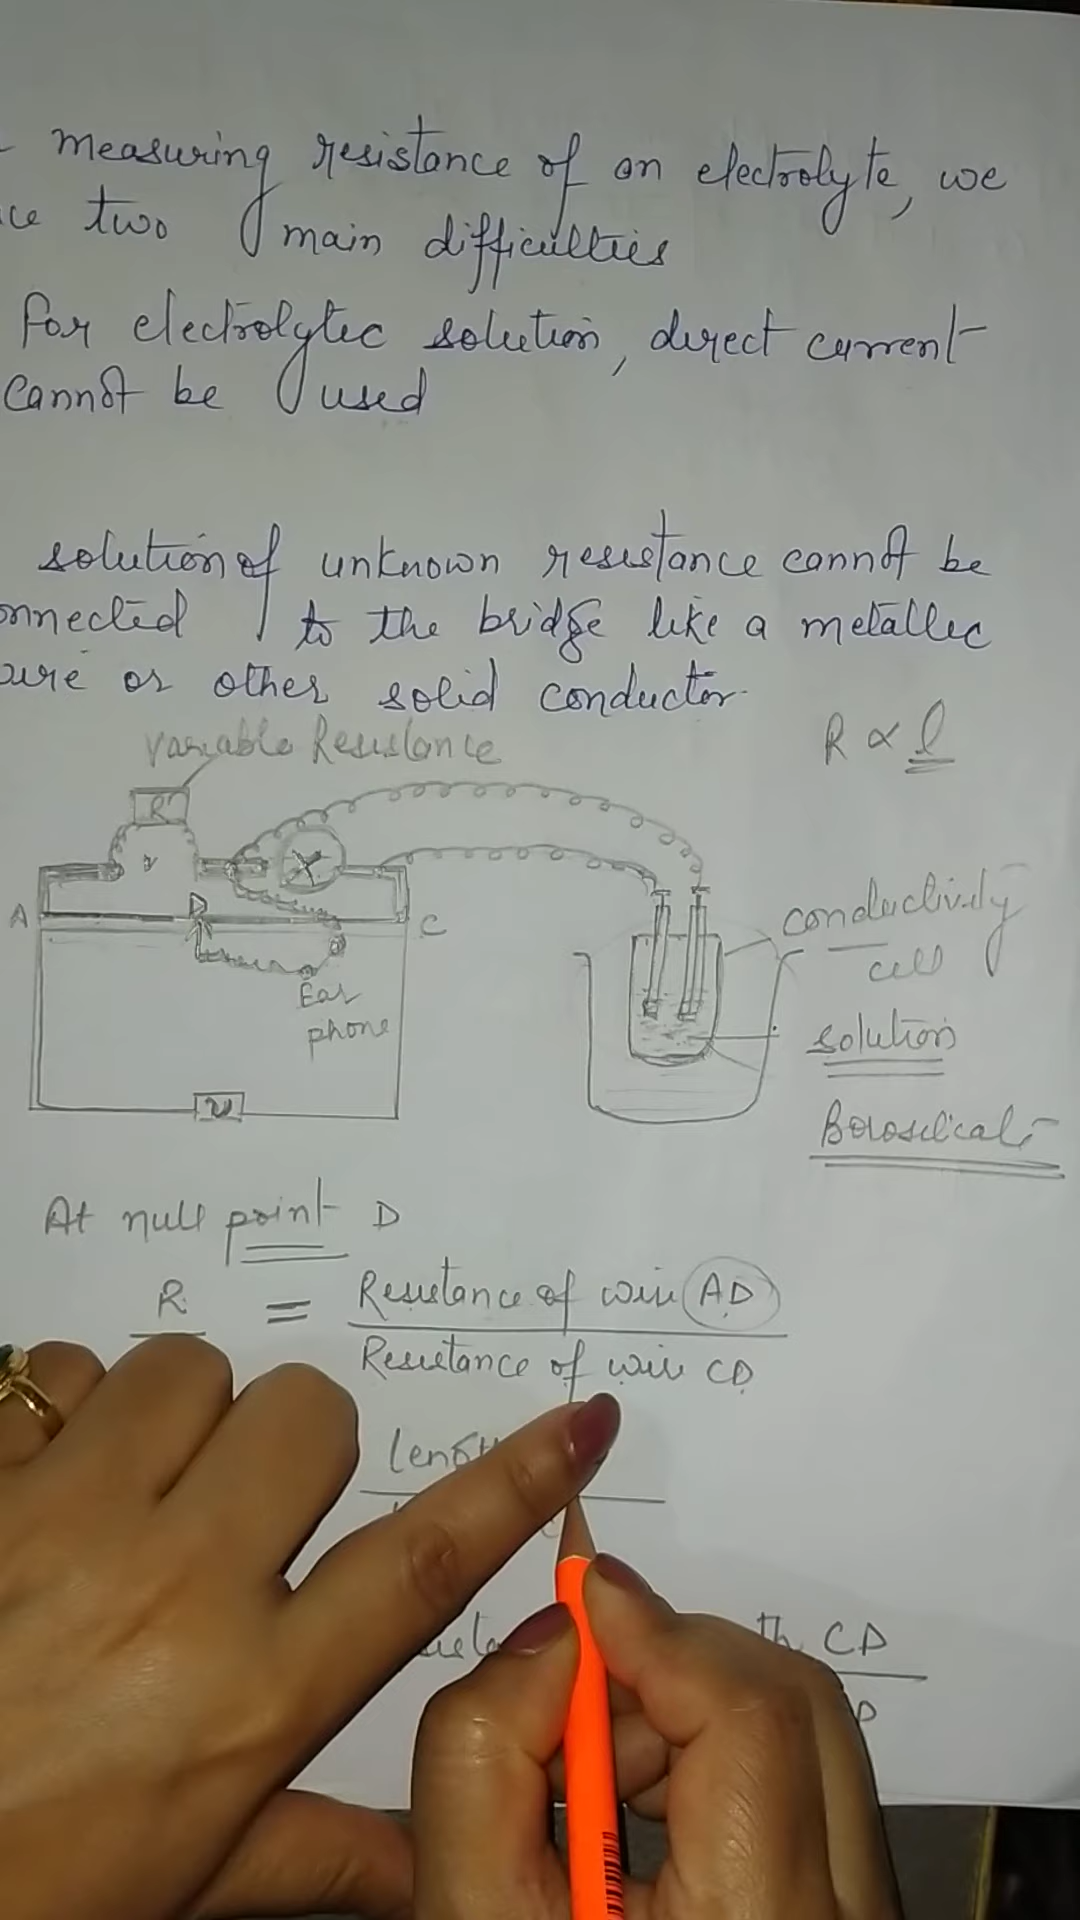 measuring resistance of an electrolyte, we
two main difficulties
For electrolytic solution, direct current
cannot be used
solution of unknown resistance cannot be
to the bridge like a metallic
or other solid conductor.
Variable Resistance
R ∝ l
R
X
A
D
C
Ear
phone
conductivity
cell
solution
Borosilicate
At null point D
R = Resistance of wire AD
Resistance of wire CD
CD